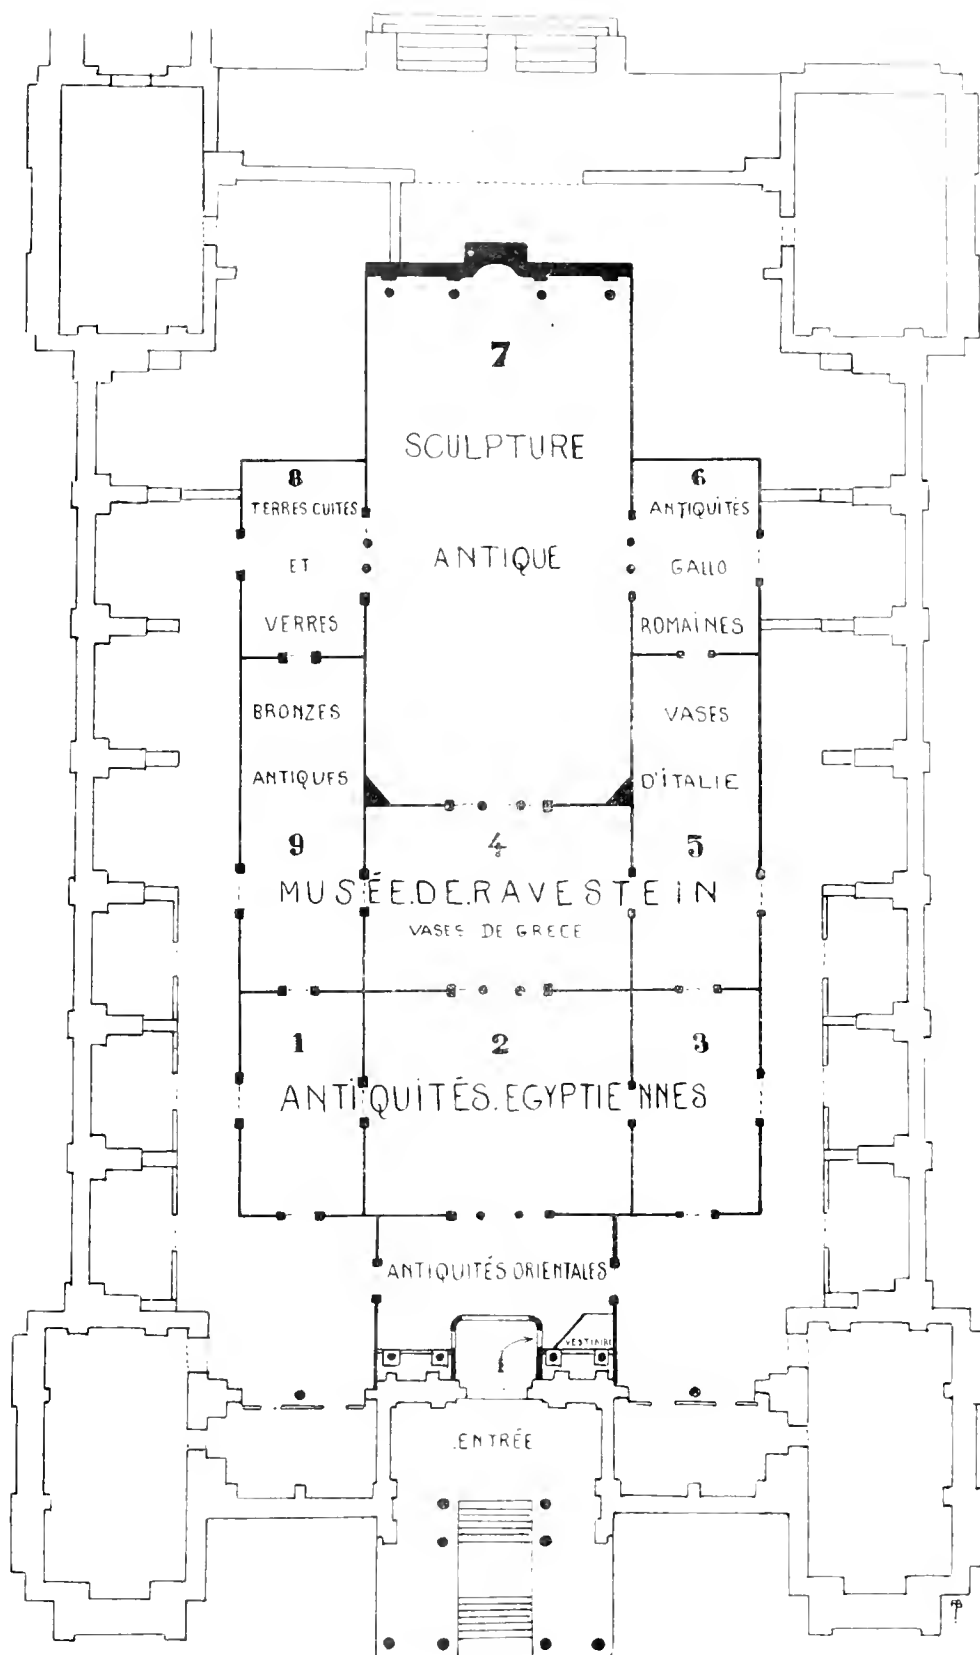 7
SCULPTURE
ANTIQUE
8
TERRES CUITES
ET
VERRES
6
ANTIQUITÉS
GALLO
ROMAINES
BRONZES
ANTIQUES
9
VASES
D'ITALIE
5
4
MUSÉE.DE.RAVESTEIN
VASES DE GRECE
1
2
3
ANTIQUITÉS.EGYPTIENNES
ANTIQUITÉS ORIENTALES
VESTIAIRE
ENTRÉE